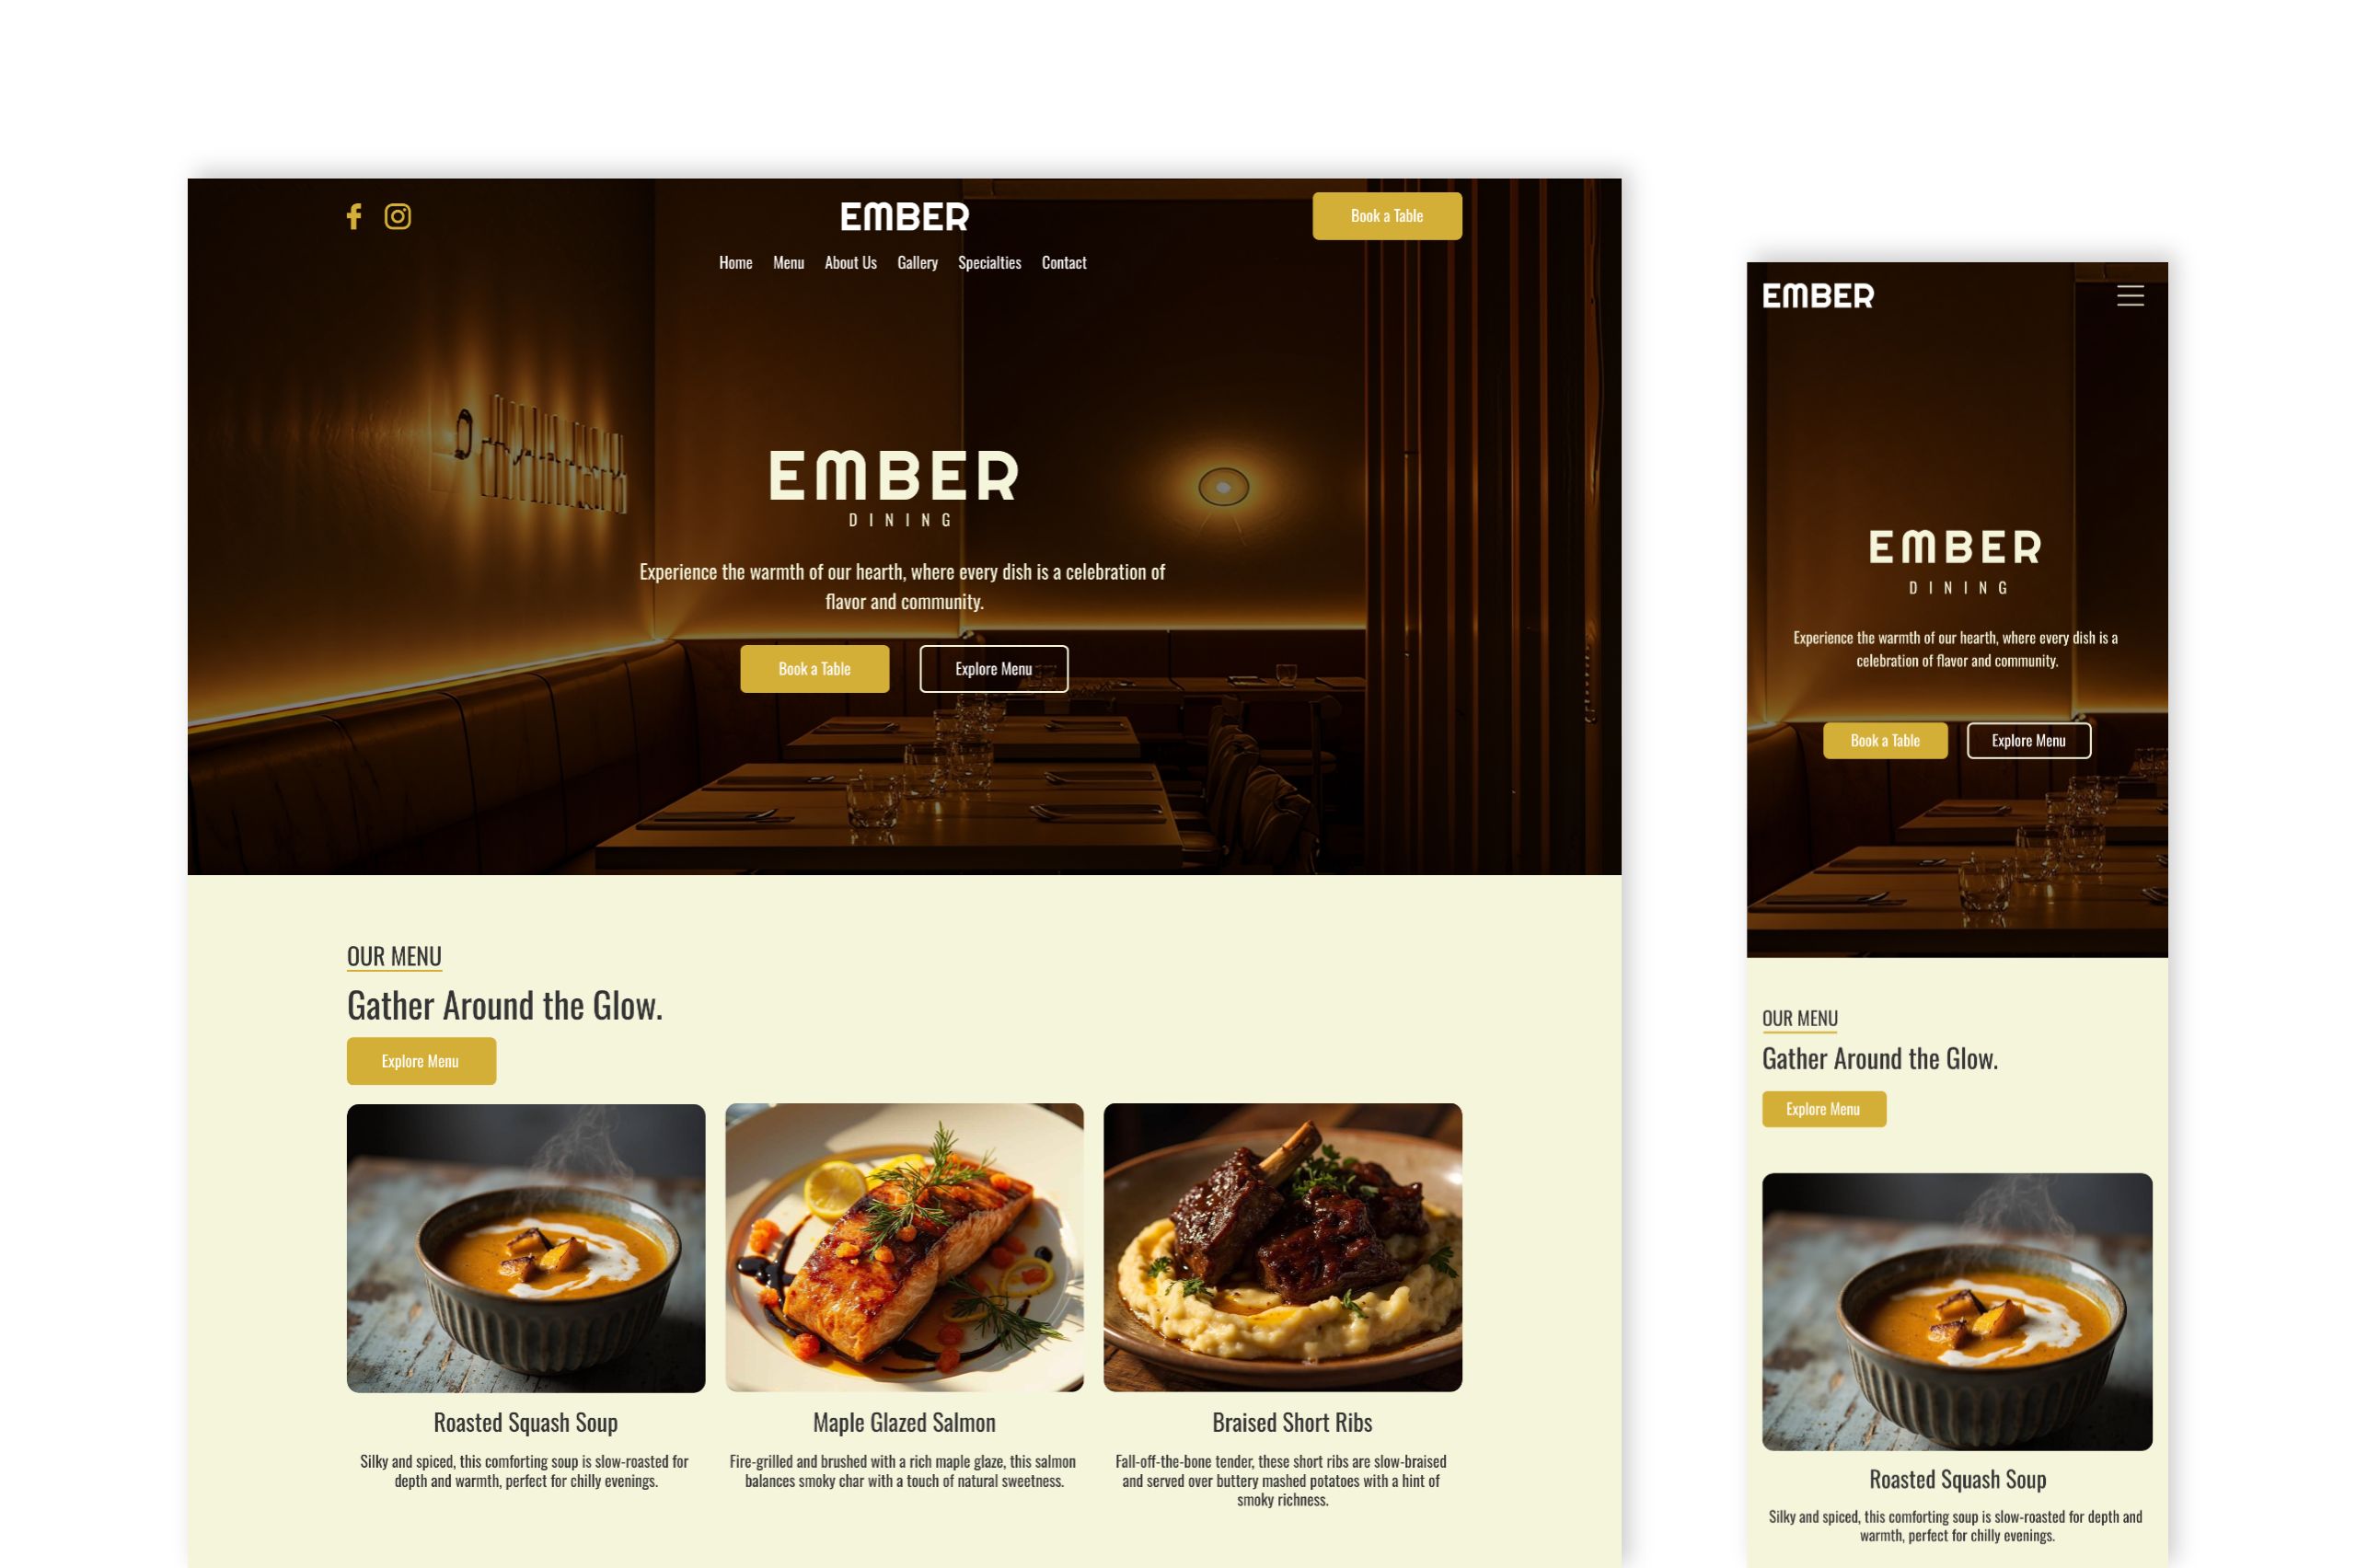 EMBER
Book a Table
Home Menu About Us Gallery Specialties Contact
EMBER
DINING
Experience the warmth of our hearth, where every dish is a celebration of
flavor and community.
Book a Table
Explore Menu
OUR MENU
Gather Around the Glow.
Explore Menu
Roasted Squash Soup
Silky and spiced, this comforting soup is slow-roasted for
depth and warmth, perfect for chilly evenings.
Maple Glazed Salmon
Fire-grilled and brushed with a rich maple glaze, this salmon
balances smoky char with a touch of natural sweetness.
Braised Short Ribs
Fall-off-the-bone tender, these short ribs are slow-braised
and served over buttery mashed potatoes with a hint of
smoky richness.
EMBER
EMBER
DINING
Experience the warmth of our hearth, where every dish is a
celebration of flavor and community.
Book a Table
Explore Menu
OUR MENU
Gather Around the Glow.
Explore Menu
Roasted Squash Soup
Silky and spiced, this comforting soup is slow-roasted for depth and
warmth, perfect for chilly evenings.